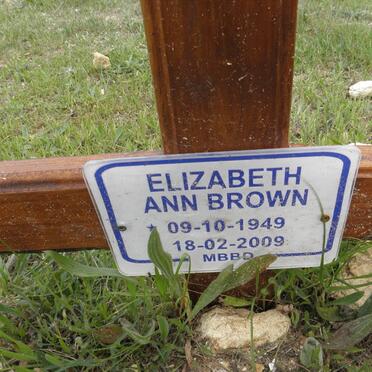 ELIZABETH
ANN BROWN
* 09-10-1949
18-02-2009
MBBD